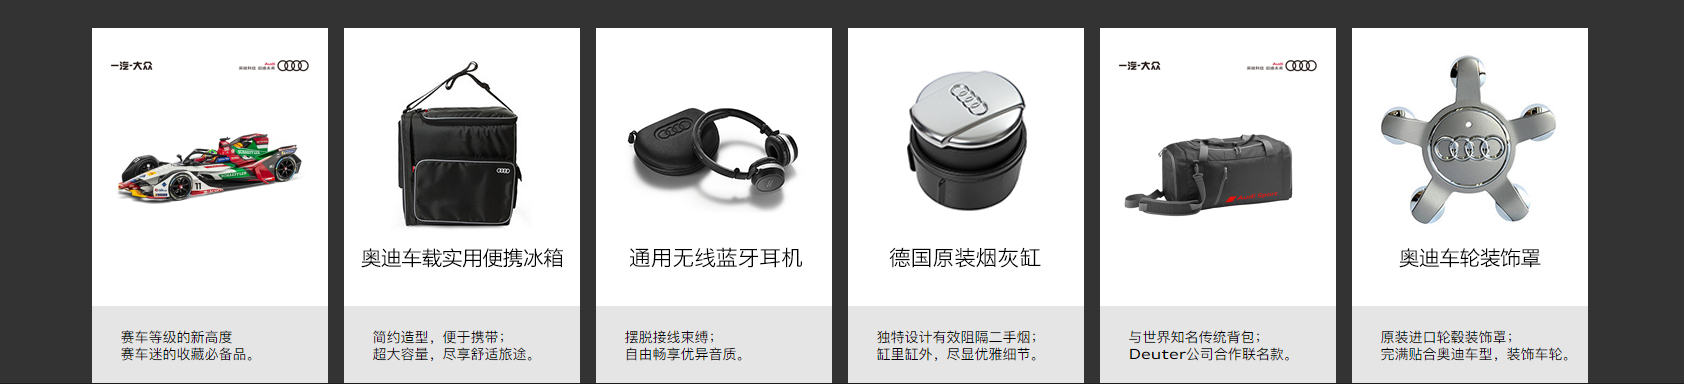 一汽-大众
Audi
突破科技 启迪未来
奥迪车载实用便携冰箱
通用无线蓝牙耳机
德国原装烟灰缸
一汽-大众
Audi
突破科技 启迪未来
奥迪车轮装饰罩
赛车等级的新高度
赛车迷的收藏必备品。
简约造型，便于携带；
超大容量，尽享舒适旅途。
摆脱接线束缚；
自由畅享优异音质。
独特设计有效阻隔二手烟；
缸里缸外，尽显优雅细节。
与世界知名传统背包；
Deuter公司合作联名款。
原装进口轮毂装饰罩；
完满贴合奥迪车型，装饰车轮。
11